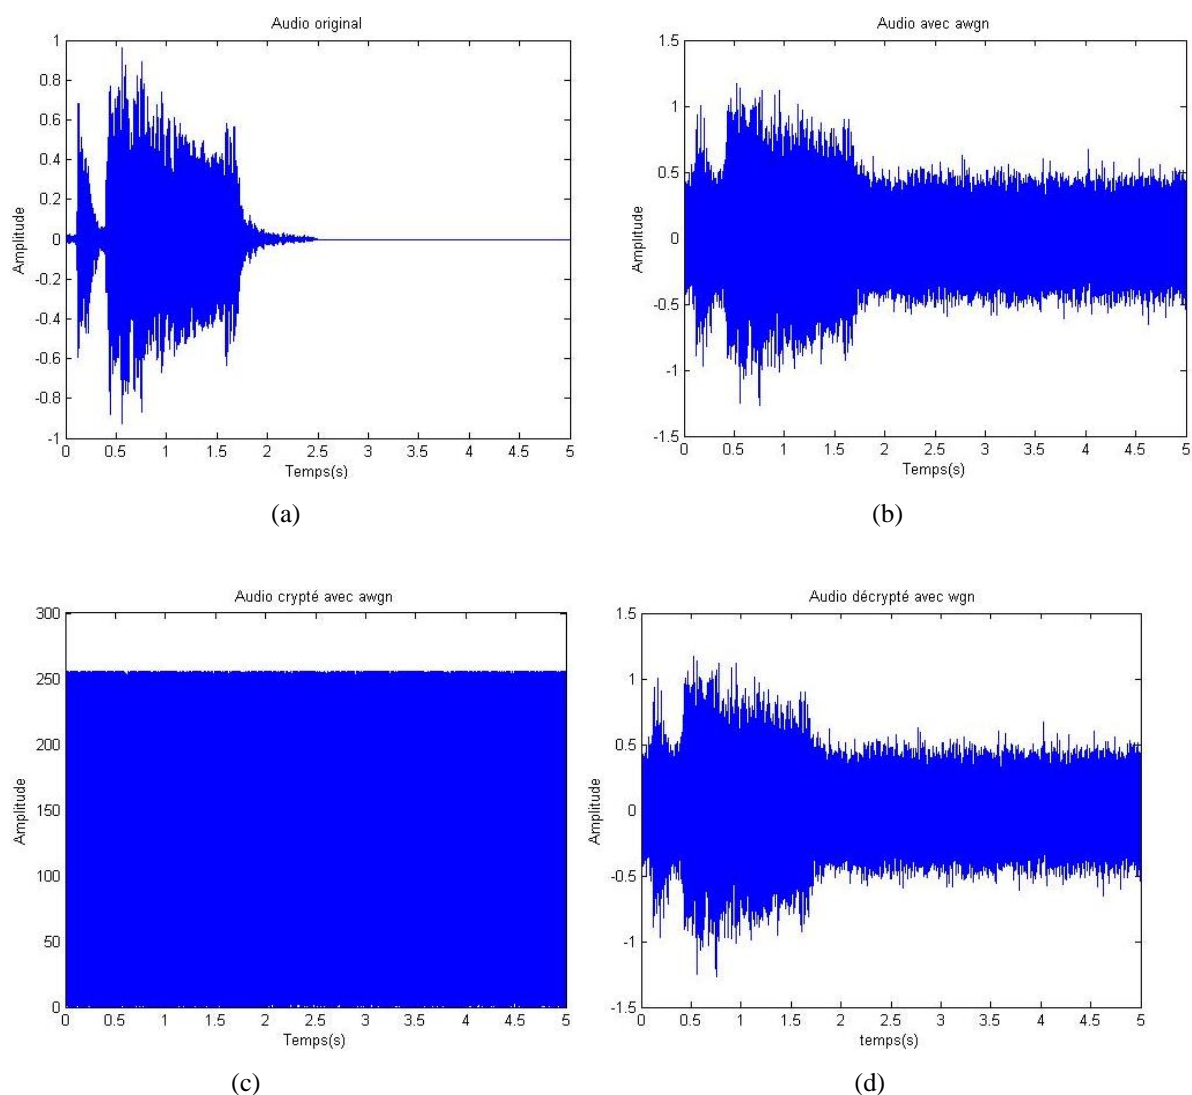 Audio original
Amplitude
1
0.8
0.6
0.4
0.2
0
-0.2
-0.4
-0.6
-0.8
-1
0 0.5 1 1.5 2 2.5 3 3.5 4 4.5 5
Temps(s)
(a)
Audio avec awgn
Amplitude
1.5
1
0.5
0
-0.5
-1
-1.5
0 0.5 1 1.5 2 2.5 3 3.5 4 4.5 5
Temps(s)
(b)
Audio crypté avec awgn
Amplitude
300
250
200
150
100
50
0
0 0.5 1 1.5 2 2.5 3 3.5 4 4.5 5
Temps(s)
(c)
Audio décrypté avec wgn
Amplitude
1.5
1
0.5
0
-0.5
-1
-1.5
0 0.5 1 1.5 2 2.5 3 3.5 4 4.5 5
temps(s)
(d)